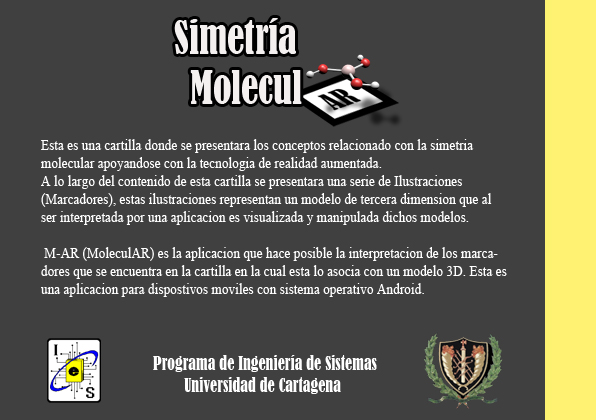 Simetría
Molecul
AR
Esta es una cartilla donde se presentara los conceptos relacionado con la simetria
molecular apoyandose con la tecnologia de realidad aumentada.
A lo largo del contenido de esta cartilla se presentara una serie de Ilustraciones
(Marcadores), estas ilustraciones representan un modelo de tercera dimension que al
ser interpretada por una aplicacion es visualizada y manipulada dichos modelos.
M-AR (MoleculAR) es la aplicacion que hace posible la interpretacion de los marca-
dores que se encuentra en la cartilla en la cual esta lo asocia con un modelo 3D. Esta es
una aplicacion para dispostivos moviles con sistema operativo Android.
I
e
S
Programa de Ingeniería de Sistemas
Universidad de Cartagena